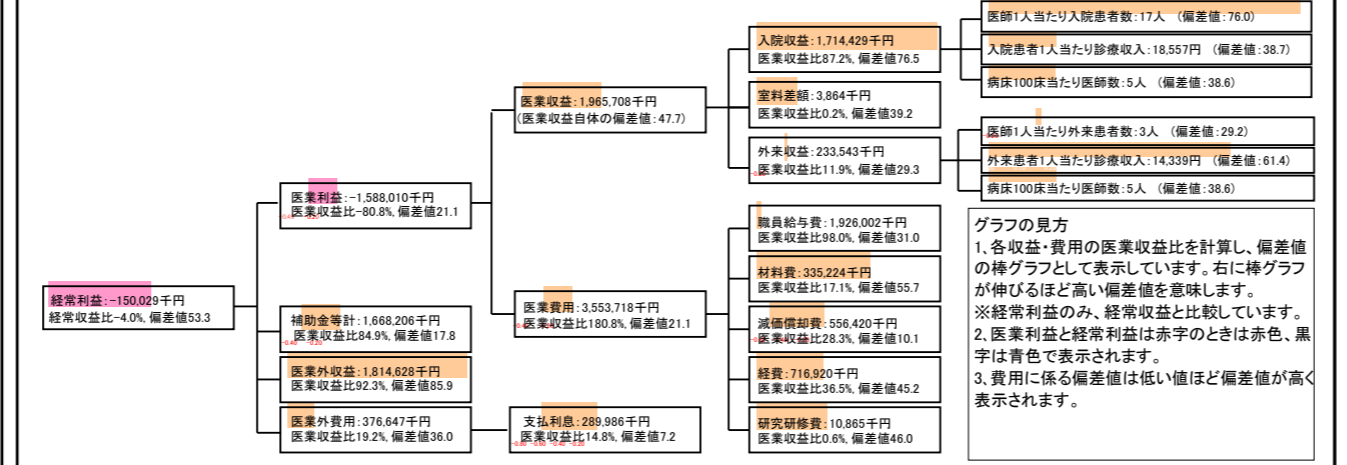 経常利益：-150,029千円
経常収益比-4.0%, 偏差値53.3
医業利益：-1,588,010千円
医業収益比-80.8%, 偏差値21.1
補助金等計：1,668,206千円
医業収益比84.9%, 偏差値17.8
医業外収益：1,814,628千円
医業収益比92.3%, 偏差値85.9
医業外費用：376,647千円
医業収益比19.2%, 偏差値36.0
医業収益：1,965,708千円
（医業収益自体の偏差値：47.7）
医業費用：3,553,718千円
医業収益比180.8%, 偏差値21.1
支払利息：289,986千円
医業収益比14.8%, 偏差値7.2
入院収益：1,714,429千円
医業収益比87.2%, 偏差値76.5
室料差額：3,864千円
医業収益比0.2%, 偏差値39.2
外来収益：233,543千円
医業収益比11.9%, 偏差値29.3
職員給与費：1,926,002千円
医業収益比98.0%, 偏差値31.0
材料費：335,224千円
医業収益比17.1%, 偏差値55.7
減価償却費：556,420千円
医業収益比28.3%, 偏差値10.1
経費：716,920千円
医業収益比36.5%, 偏差値45.2
研究研修費：10,865千円
医業収益比0.6%, 偏差値46.0
医師1人当たり入院患者数：17人 （偏差値：76.0）
入院患者1人当たり診療収入：18,557円 （偏差値：38.7）
病床100床当たり医師数：5人 （偏差値：38.6）
医師1人当たり外来患者数：3人 （偏差値：29.2）
外来患者1人当たり診療収入：14,339円 （偏差値：61.4）
病床100床当たり医師数：5人 （偏差値：38.6）
グラフの見方
1、各収益・費用の医業収益比を計算し、偏差値
の棒グラフとして表示しています。右に棒グラフ
が伸びるほど高い偏差値を意味します。
※経常利益のみ、経常収益と比較しています。
2、医業利益と経常利益は赤字のときは赤色、黒
字は青色で表示されます。
3、費用に係る偏差値は低い値ほど偏差値が高く
表示されます。